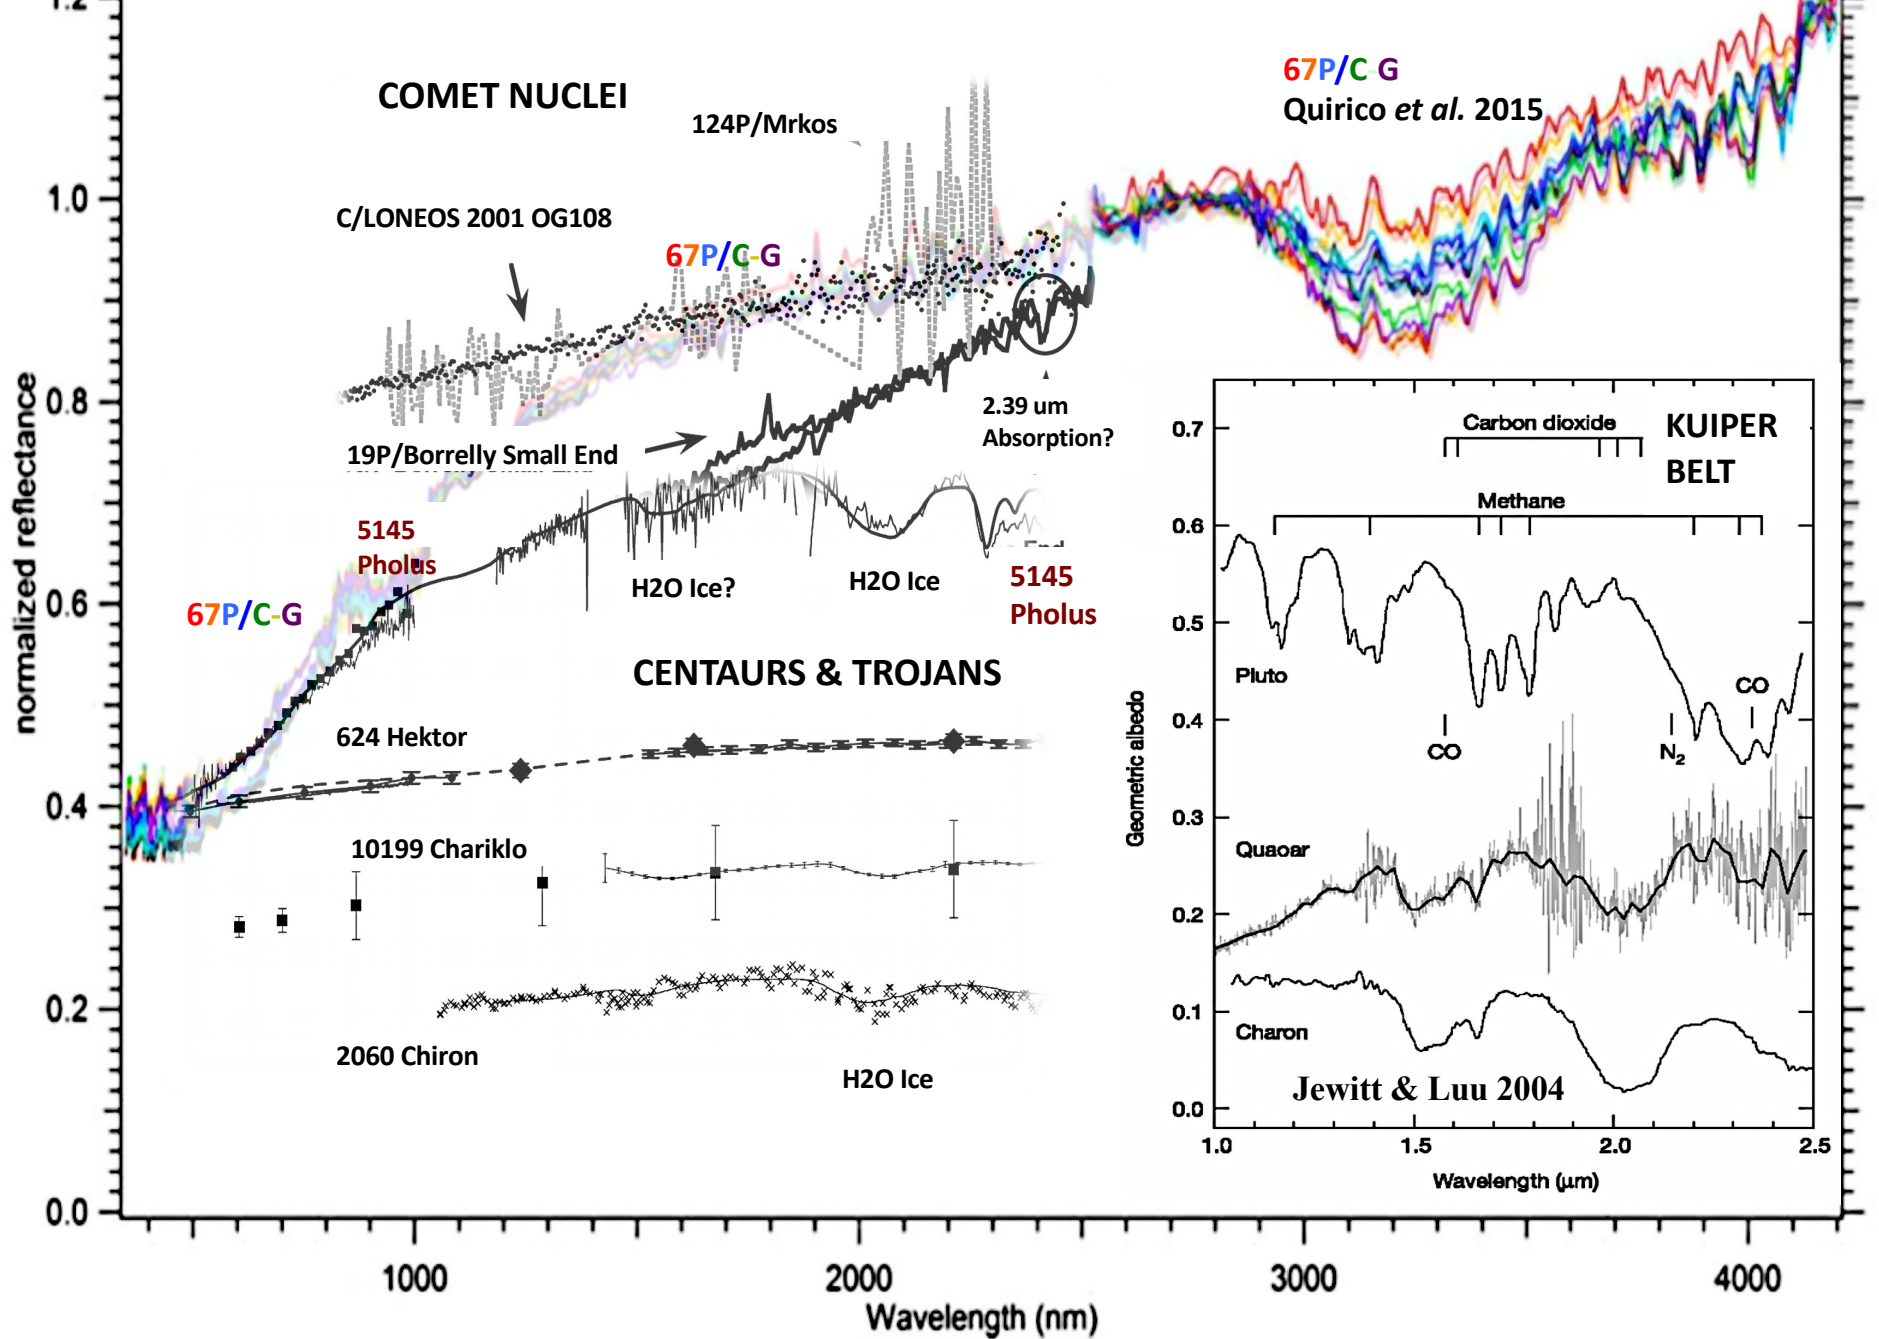 1.2
1.0
0.8
0.6
0.4
0.2
0.0
normalized reflectance
COMET NUCLEI
124P/Mrkos
C/LONEOS 2001 OG108
67P/C-G
67P/C G
Quirico et al. 2015
19P/Borrelly Small End
2.39 um
Absorption?
5145
Pholus
67P/C-G
H2O Ice?
H2O Ice
End
5145
Pholus
CENTAURS & TROJANS
624 Hektor
10199 Chariklo
2060 Chiron
H2O Ice
1000
2000
3000
4000
Wavelength (nm)
KUIPER
BELT
Carbon dioxide
Methane
Pluto
CO
N2
CO
Quaoar
Charon
Jewitt & Luu 2004
0.7
0.6
0.5
0.4
0.3
0.2
0.1
0.0
Geometric albedo
1.0
1.5
2.0
2.5
Wavelength (μm)